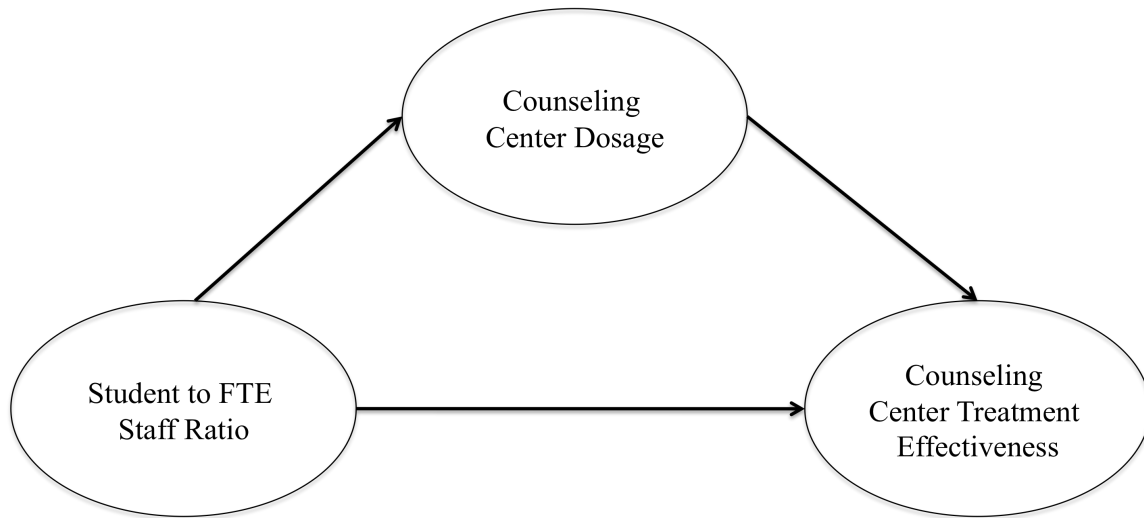 Counseling
Center Dosage
Student to FTE
Staff Ratio
Counseling
Center Treatment
Effectiveness